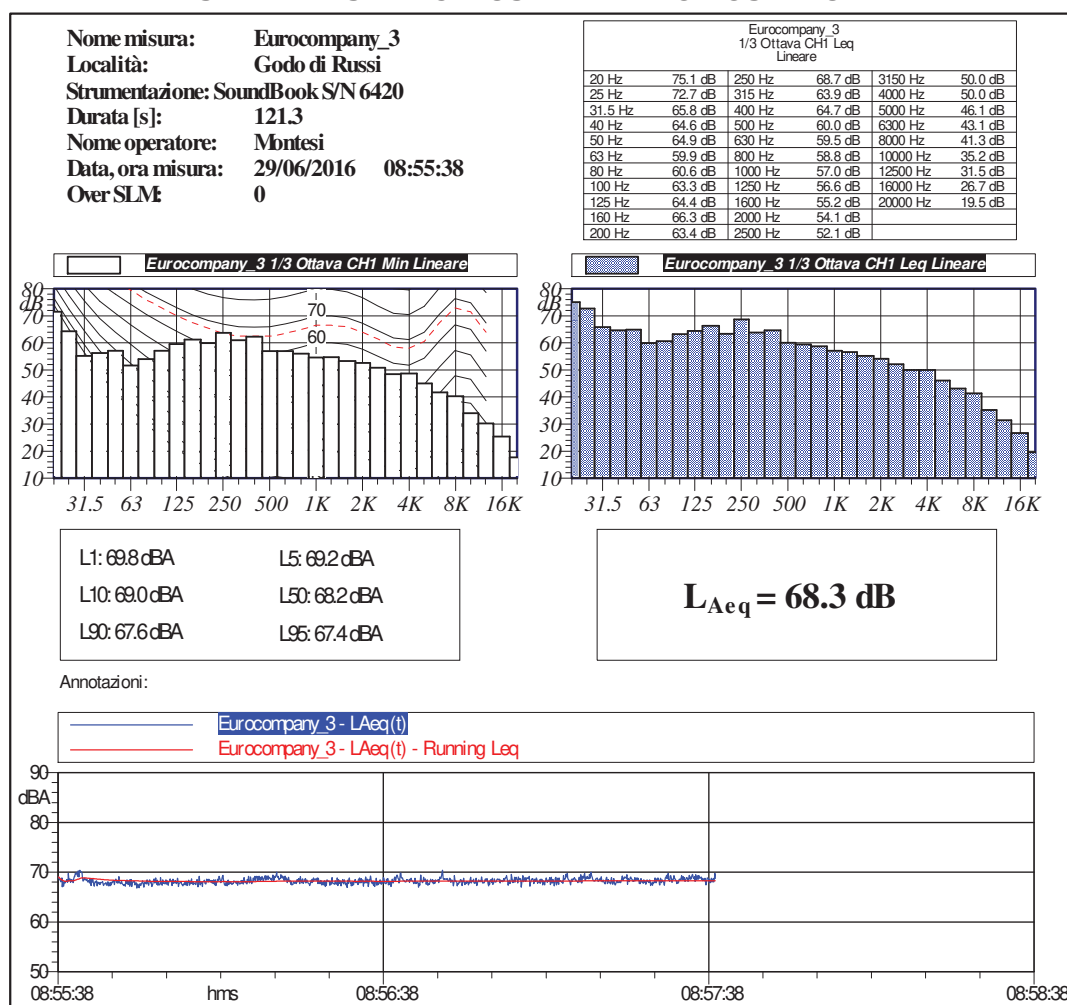 Nome misura: Eurocompany_3
Località: Godo di Russi
Strumentazione: SoundBook S/N 6420
Durata [s]: 121.3
Nome operatore: Montesi
Data, ora misura: 29/06/2016 08:55:38
Over SLM: 0
Eurocompany_3
1/3 Ottava CH1 Leq
Lineare
20 Hz 75.1 dB 250 Hz 68.7 dB 3150 Hz 50.0 dB
25 Hz 72.7 dB 315 Hz 63.9 dB 4000 Hz 50.0 dB
31.5 Hz 65.8 dB 400 Hz 64.7 dB 5000 Hz 46.1 dB
40 Hz 64.6 dB 500 Hz 60.0 dB 6300 Hz 43.1 dB
50 Hz 64.9 dB 630 Hz 59.5 dB 8000 Hz 41.3 dB
63 Hz 59.9 dB 800 Hz 58.8 dB 10000 Hz 35.2 dB
80 Hz 60.6 dB 1000 Hz 57.0 dB 12500 Hz 31.5 dB
100 Hz 63.3 dB 1250 Hz 56.6 dB 16000 Hz 26.7 dB
125 Hz 64.4 dB 1600 Hz 55.2 dB 20000 Hz 19.5 dB
160 Hz 66.3 dB 2000 Hz 54.1 dB
200 Hz 63.4 dB 2500 Hz 52.1 dB
Eurocompany_3 1/3 Ottava CH1 Min Lineare
80
dB
70
60
50
40
30
20
10
70
60
31.5 63 125 250 500 1K 2K 4K 8K 16K
Eurocompany_3 1/3 Ottava CH1 Leq Lineare
80
dB
70
60
50
40
30
20
10
31.5 63 125 250 500 1K 2K 4K 8K 16K
L1: 69.8 dBA L5: 69.2 dBA
L10: 69.0 dBA L50: 68.2 dBA
L90: 67.6 dBA L95: 67.4 dBA
LAeq = 68.3 dB
Annotazioni:
Eurocompany_3 - LAeq(t)
Eurocompany_3 - LAeq(t) - Running Leq
90
dBA
80
70
60
50
08:55:38 hms 08:56:38 08:57:38 08:58:38